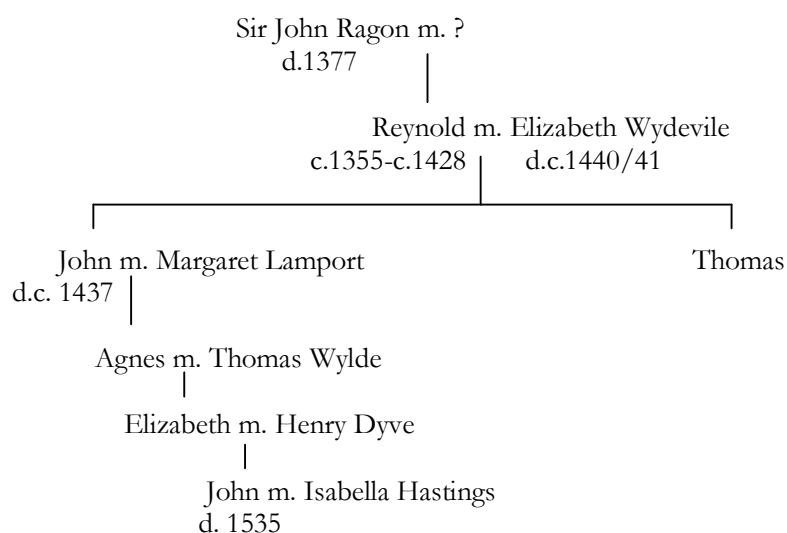 Sir John Ragon m. ?
d.1377
Reynold m. Elizabeth Wydevile
c.1355-c.1428 d.c.1440/41
John m. Margaret Lamport Thomas
d.c. 1437
Agnes m. Thomas Wylde
Elizabeth m. Henry Dyve
John m. Isabella Hastings
d. 1535